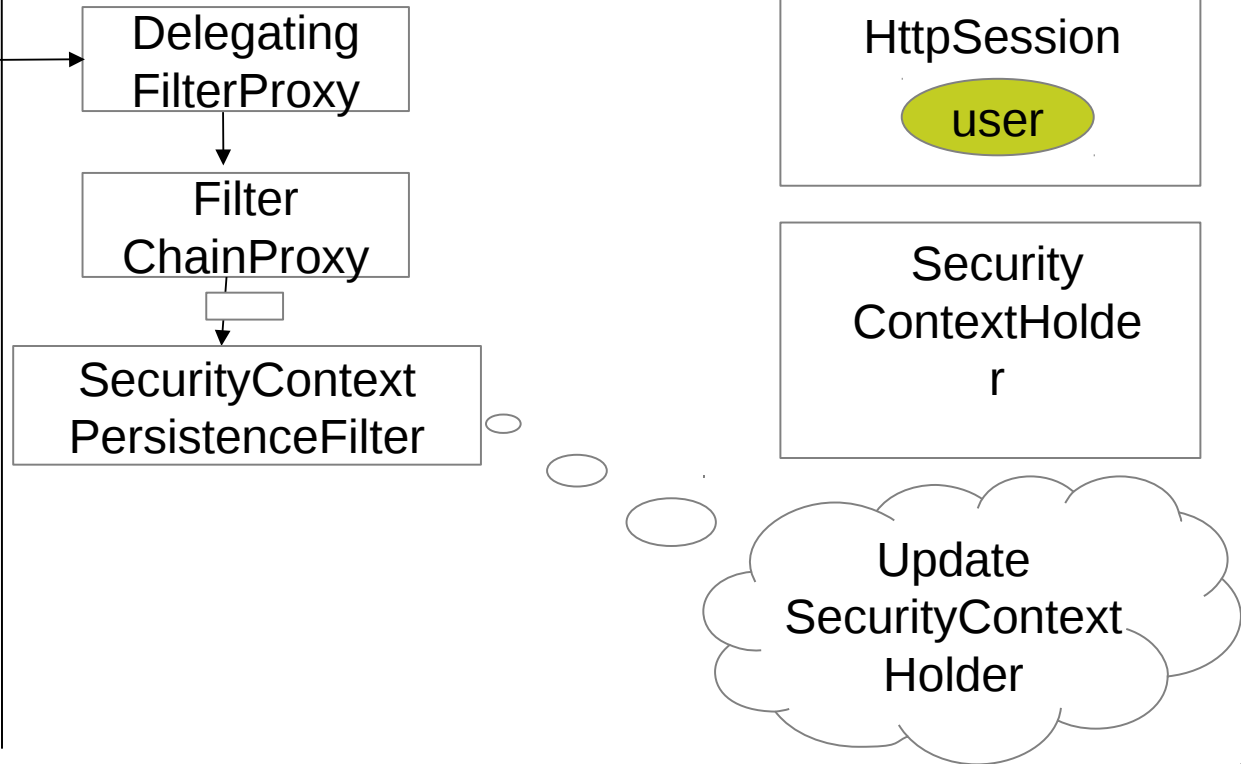 Delegating
FilterProxy
Filter
ChainProxy
SecurityContext
PersistenceFilter
HttpSession
user
Security
ContextHolde
r
Update
SecurityContext
Holder